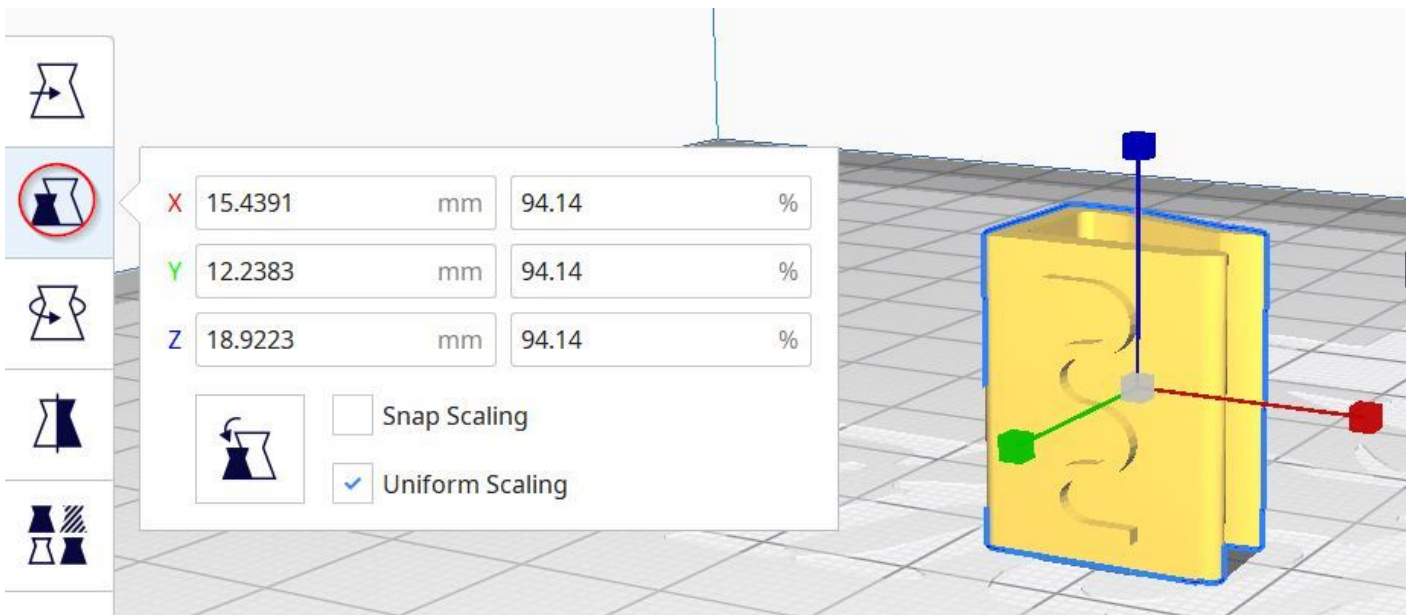 X 15.4391 mm 94.14 %
Y 12.2383 mm 94.14 %
Z 18.9223 mm 94.14 %
Snap Scaling
Uniform Scaling